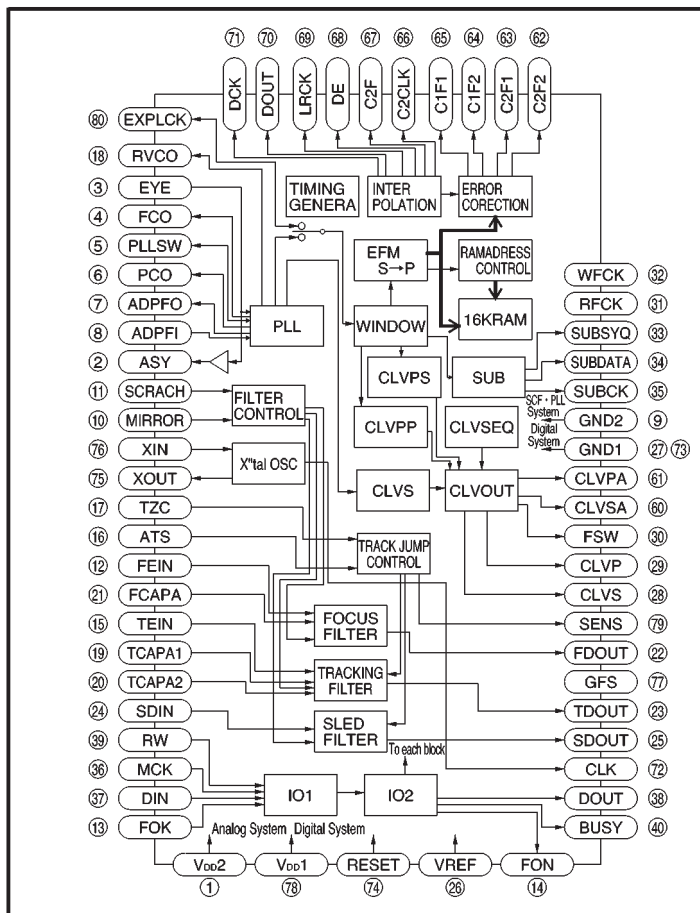 71 70 69 68 67 66 65 64 63 62
DCK DOUT LRCK DE C2F C2CLK C1F1 C1F2 C2F1 C2F2
80 EXPLCK
18 RVCO
3 EYE
4 FCO
5 PLLSW
6 PCO
7 ADPFO
8 ADPFI
2 ASY
11 SCRACH
10 MIRROR
76 XIN
75 XOUT
17 TZC
16 ATS
12 FEIN
21 FCAPA
15 TEIN
19 TCAPA1
20 TCAPA2
24 SDIN
39 RW
36 MCK
37 DIN
13 FOK
TIMING
GENERA
INTER
POLATION
ERROR
CORECTION
EFM
S→P
RAMADRESS
CONTROL
PLL
WINDOW
16KRAM
CLVPS
SUB
FILTER
CONTROL
CLVPP
CLVSEQ
X"tal OSC
CLVS
CLVOUT
TRACK JUMP
CONTROL
FOCUS
FILTER
TRACKING
FILTER
SLED
FILTER
To each block
IO1
IO2
WFCK 32
RFCK 31
SUBSYQ 33
SUBDATA 34
SUBCK 35
SCF・PLL
System
GND2 9
Digital
System
GND1 27 73
CLVPA 61
CLVSA 60
FSW 30
CLVP 29
CLVS 28
SENS 79
FDOUT 22
GFS 77
TDOUT 23
SDOUT 25
CLK 72
DOUT 38
BUSY 40
Analog System Digital System
VDD2 VDD1 RESET VREF FON
1 78 74 26 14